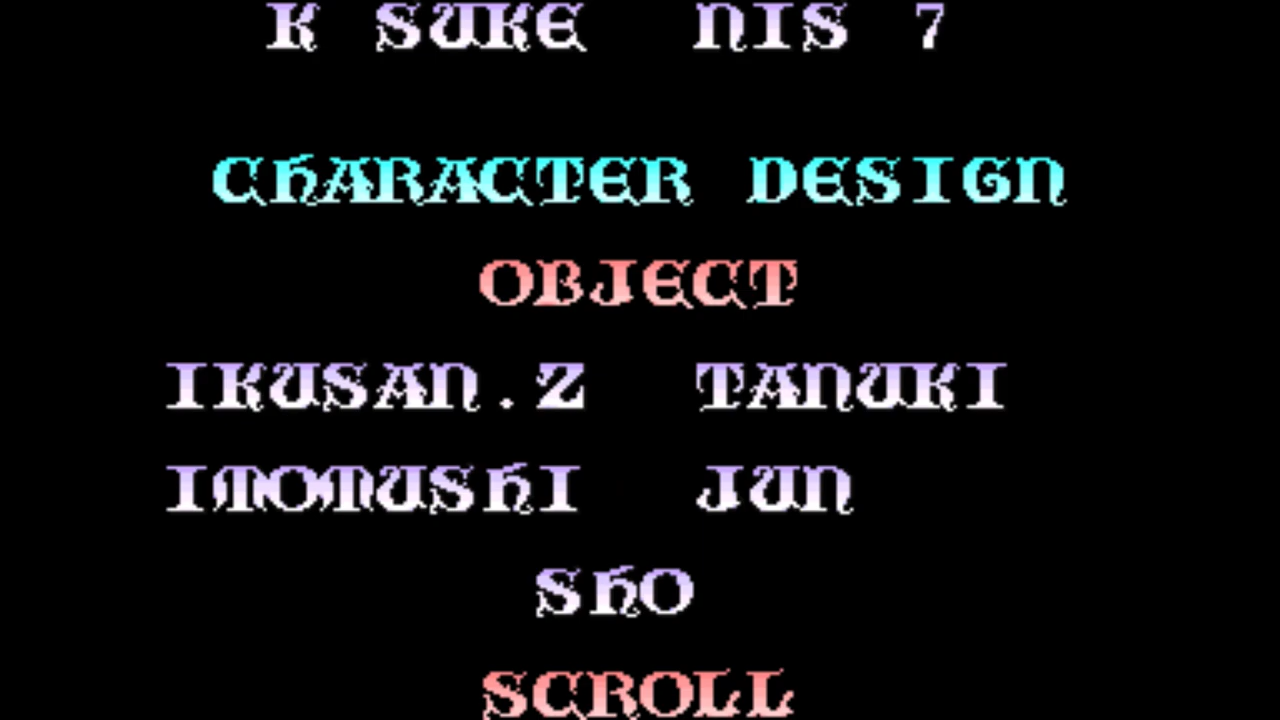 K SUKE NIS 7
CHARACTER DESIGN
OBJECT
IKUSAN.Z TANUKI
IMOMUSHI JUN
SHO
SCROLL